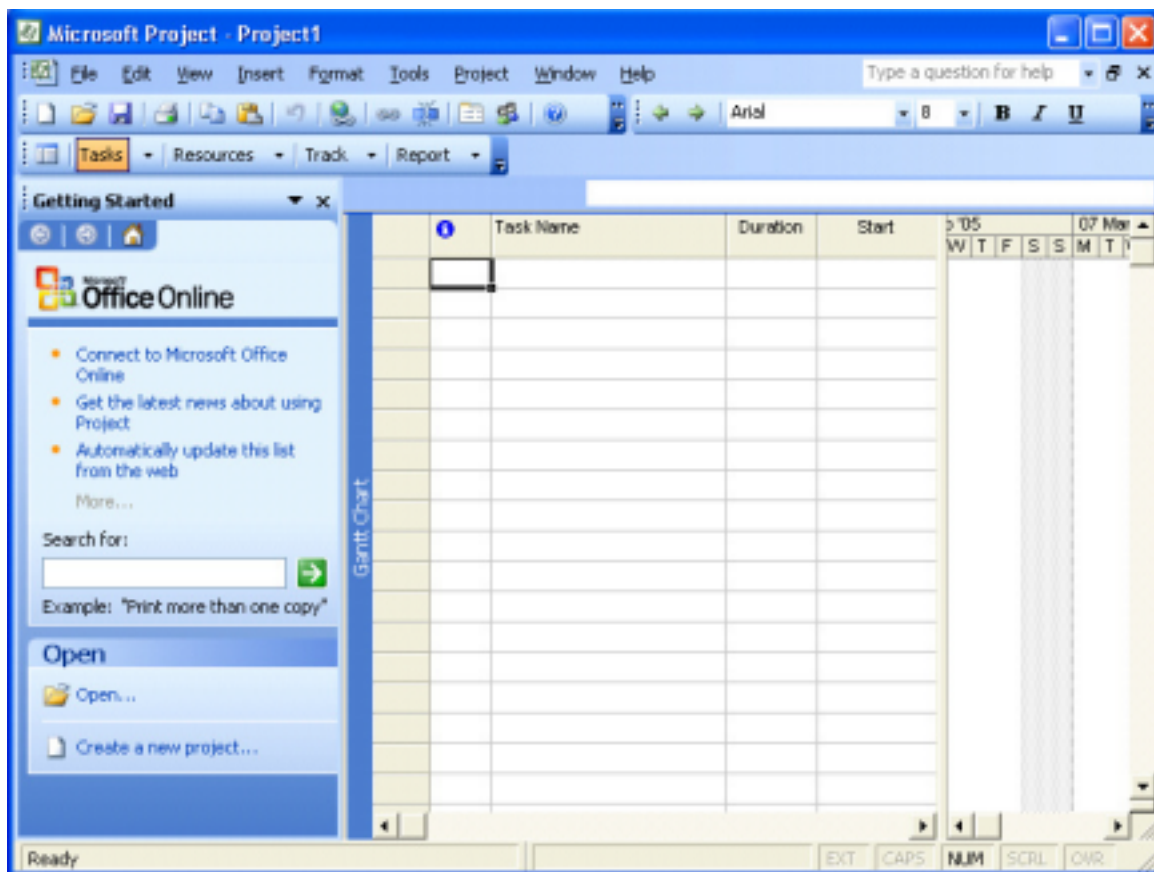 Microsoft Project - Project1
File Edit View Insert Format Tools Project Window Help Type a question for help
Arial 8 B I U
Tasks Resources Track Report
Getting Started
Task Name Duration Start '05 07 Mar
W T F S S M T
Microsoft
Office Online
Connect to Microsoft Office
Online
Get the latest news about using
Project
Automatically update this list
from the web
More...
Gantt Chart
Search for:
Example: "Print more than one copy"
Open
Open...
Create a new project...
Ready EXT CAPS NUM SCRL OVR